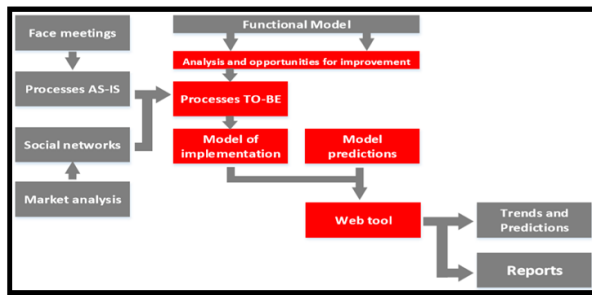 Face meetings
Functional Model
Analysis and opportunities for improvement
Processes AS-IS
Processes TO-BE
Social networks
Model of
implementation
Model
predictions
Market analysis
Web tool
Trends and
Predictions
Reports